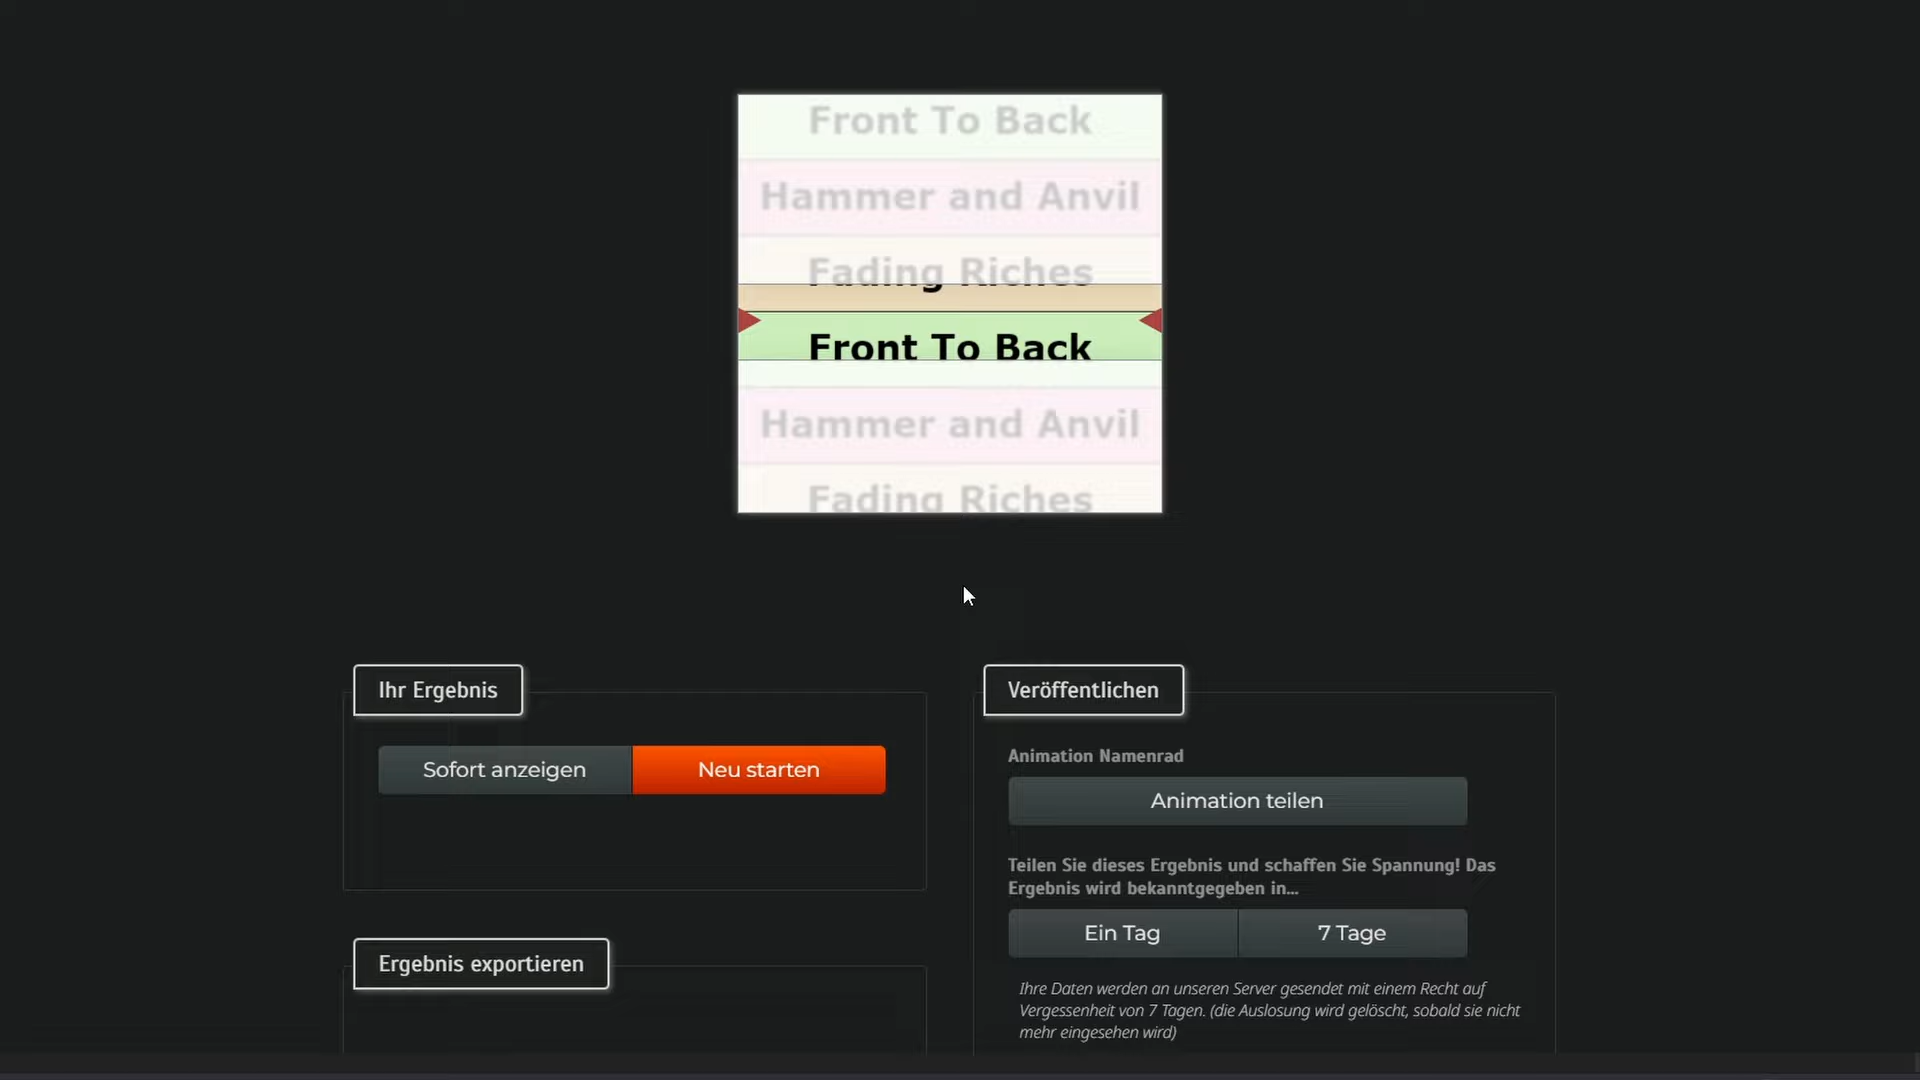 Front To Back
Hammer and Anvil
Fading Riches
Front To Back
Hammer and Anvil
Fading Riches
Ihr Ergebnis
Sofort anzeigen
Neu starten
Ergebnis exportieren
Veröffentlichen
Animation Namenrad
Animation teilen
Teilen Sie dieses Ergebnis und schaffen Sie Spannung! Das
Ergebnis wird bekanntgegeben in...
Ein Tag
7 Tage
Ihre Daten werden an unseren Server gesendet mit einem Recht auf
Vergessenheit von 7 Tagen. (die Auslosung wird gelöscht, sobald sie nicht
mehr eingesehen wird)